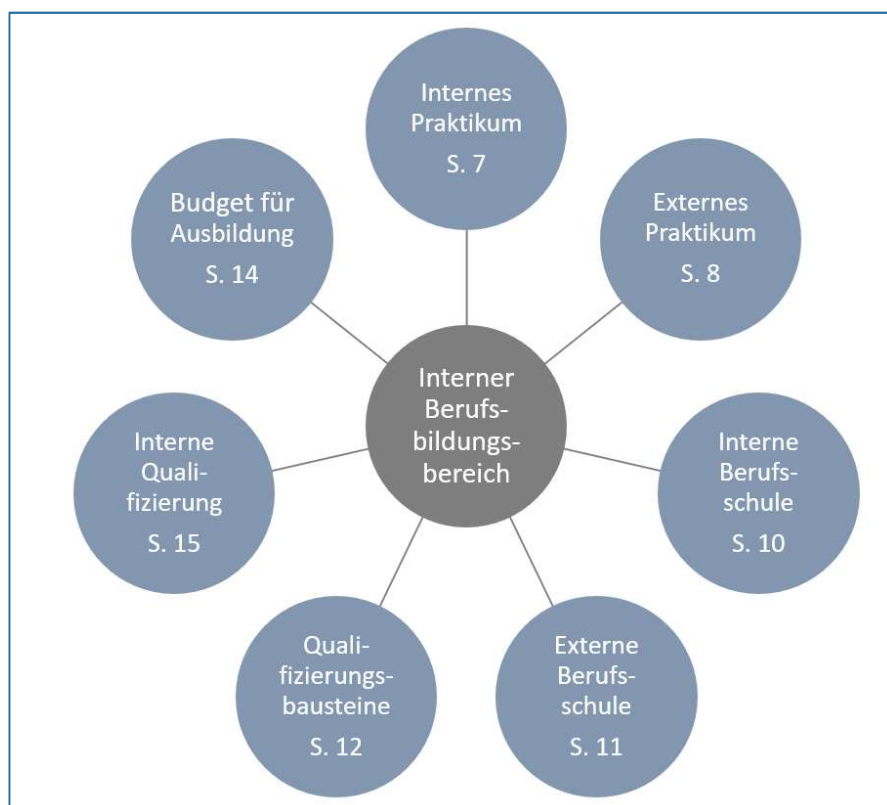 Internes
Praktikum
S. 7
Externes
Praktikum
S. 8
Interne
Berufs-
schule
S. 10
Externe
Berufs-
schule
S. 11
Quali-
fizierungs-
bausteine
S. 12
Interne
Quali-
fizierung
S. 15
Budget für
Ausbildung
S. 14
Interner
Berufs-
bildungs-
bereich